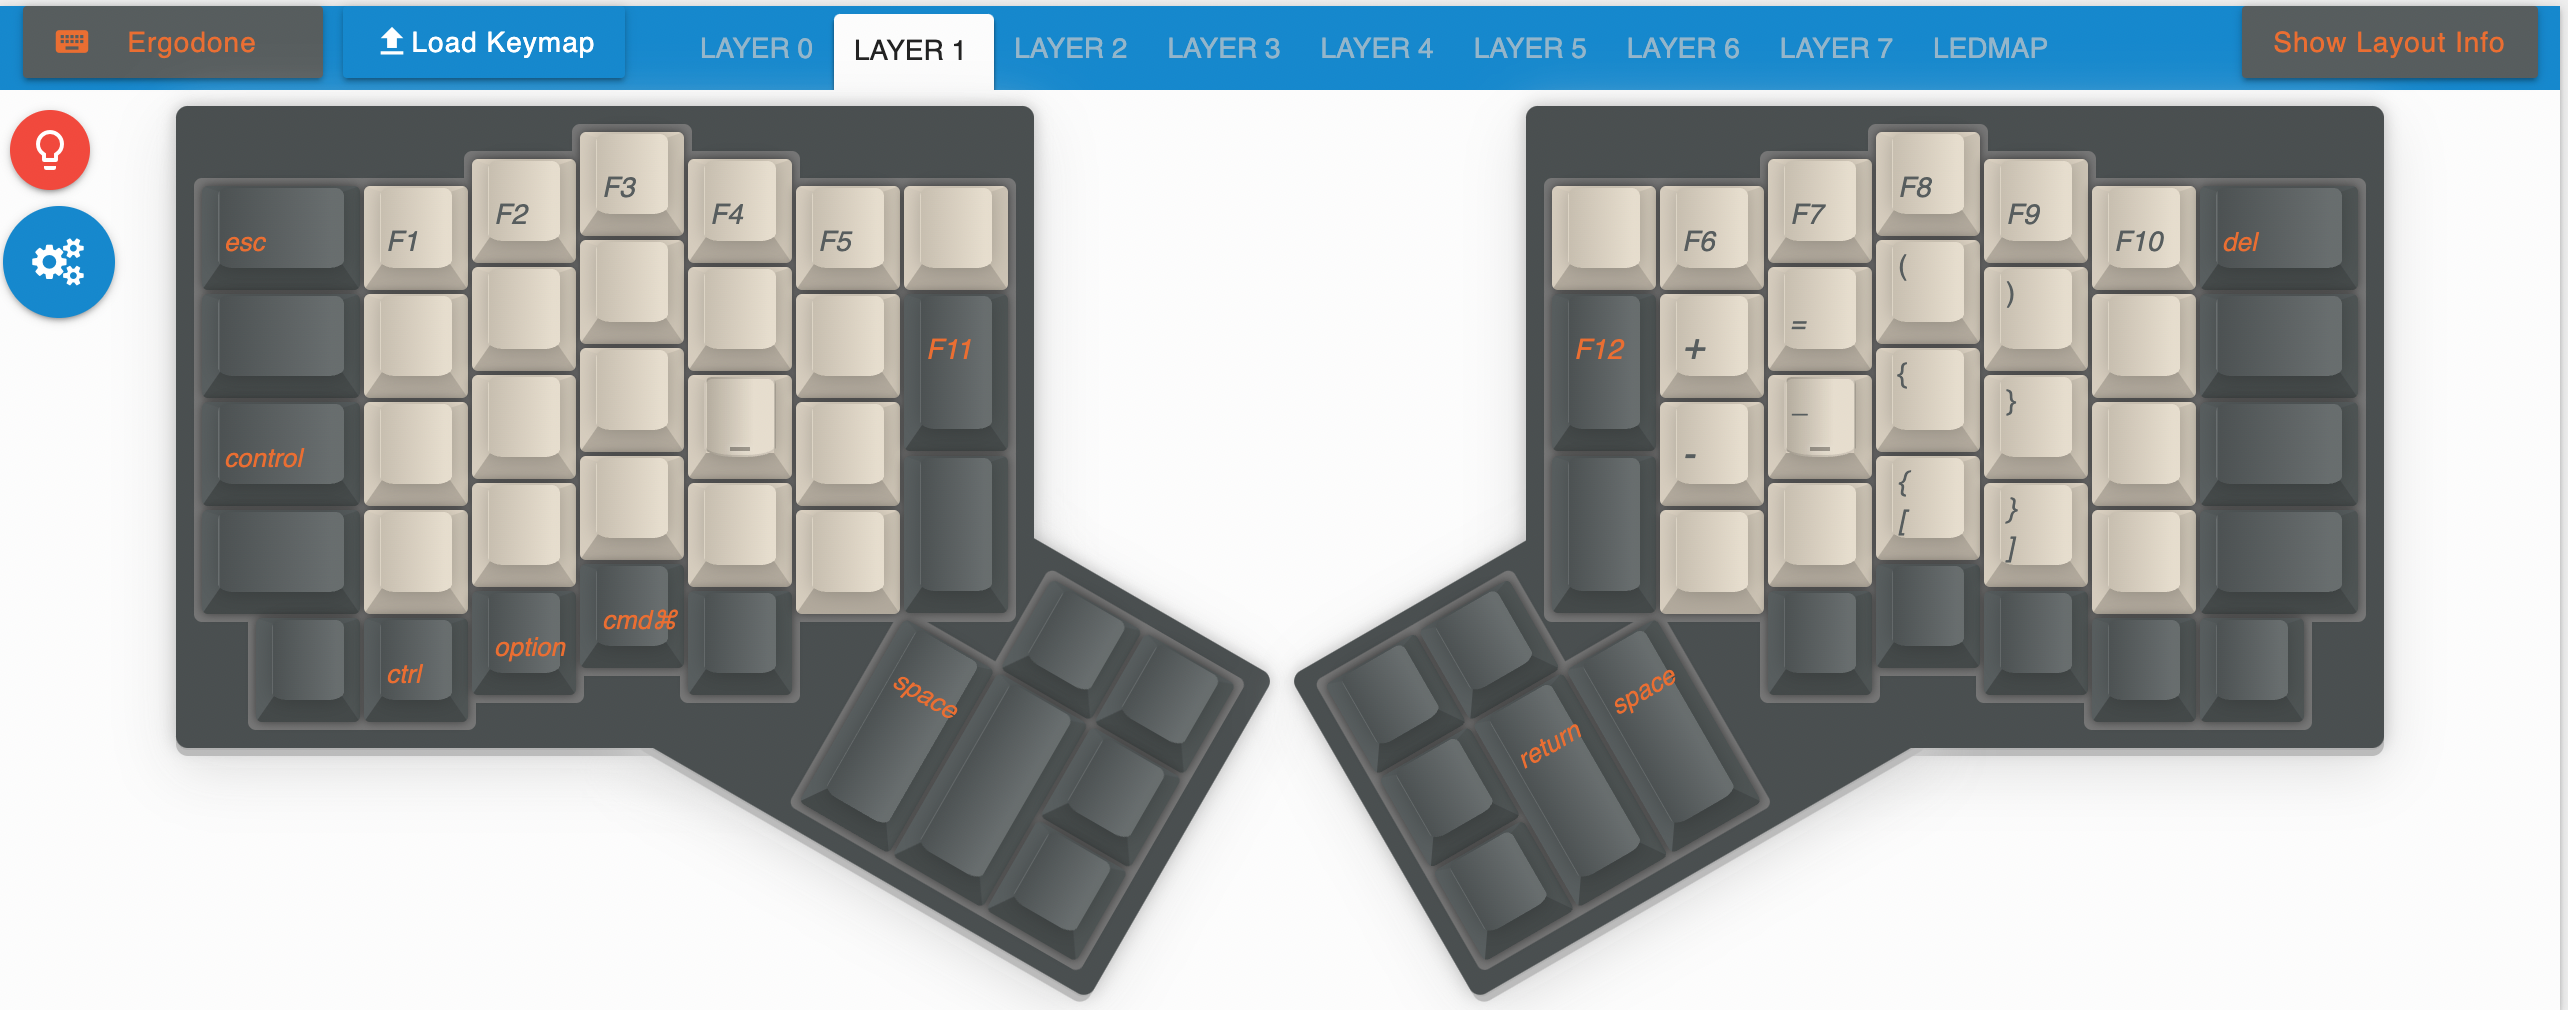 Ergodone
Load Keymap
LAYER 0
LAYER 1
LAYER 2
LAYER 3
LAYER 4
LAYER 5
LAYER 6
LAYER 7
LEDMAP
Show Layout Info
esc
F1
F2
F3
F4
F5
F11
control
ctrl
option
cmd⌘
space
F6
F7
F8
F9
F10
del
F12
+
=
(
)
-
_
{
}
{
[
}
]
return
space